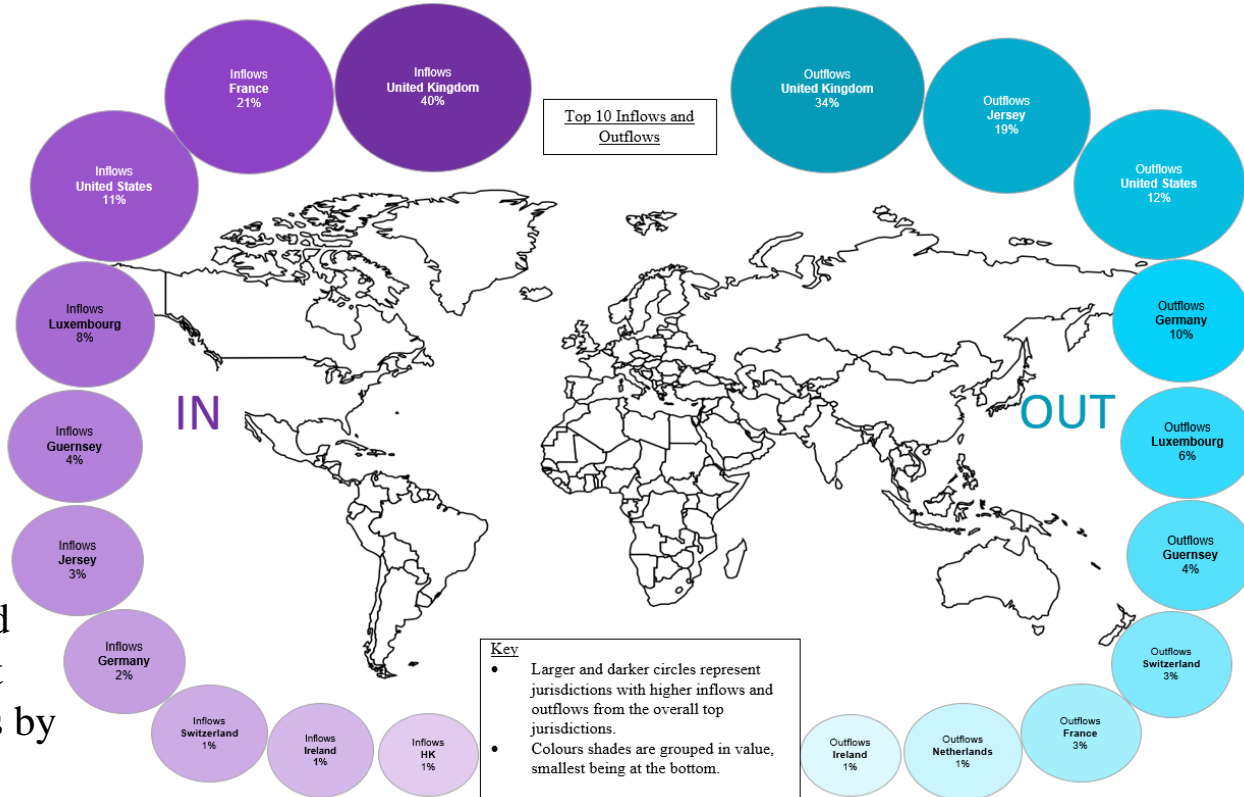 Inflows
United Kingdom
40%
Inflows
France
21%
Inflows
United States
11%
Inflows
Luxembourg
8%
Inflows
Guernsey
4%
Inflows
Jersey
3%
Inflows
Germany
2%
Inflows
Switzerland
1%
Inflows
Ireland
1%
Inflows
HK
1%
IN
Top 10 Inflows and
Outflows
Outflows
United Kingdom
34%
Outflows
Jersey
19%
Outflows
United States
12%
Outflows
Germany
10%
Outflows
Luxembourg
6%
Outflows
Guernsey
4%
Outflows
Switzerland
3%
Outflows
France
3%
Outflows
Netherlands
1%
Outflows
Ireland
1%
OUT
Key
• Larger and darker circles represent
jurisdictions with higher inflows and
outflows from the overall top
jurisdictions.
• Colours shades are grouped in value,
smallest being at the bottom.
by